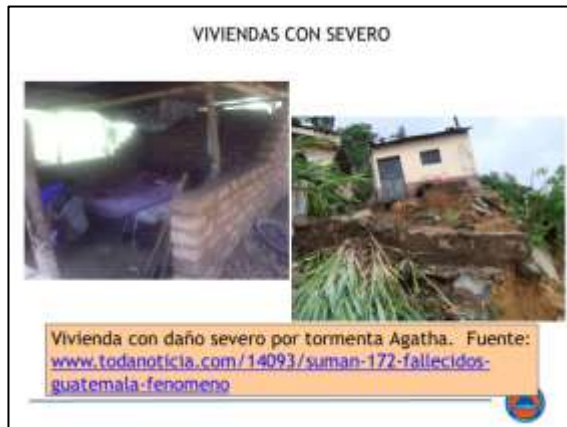 VIVIENDAS CON SEVERO
Vivienda con daño severo por tormenta Agatha. Fuente:
www.todanoticia.com/14093/suman-172-fallecidos-
guatemala-fenomeno